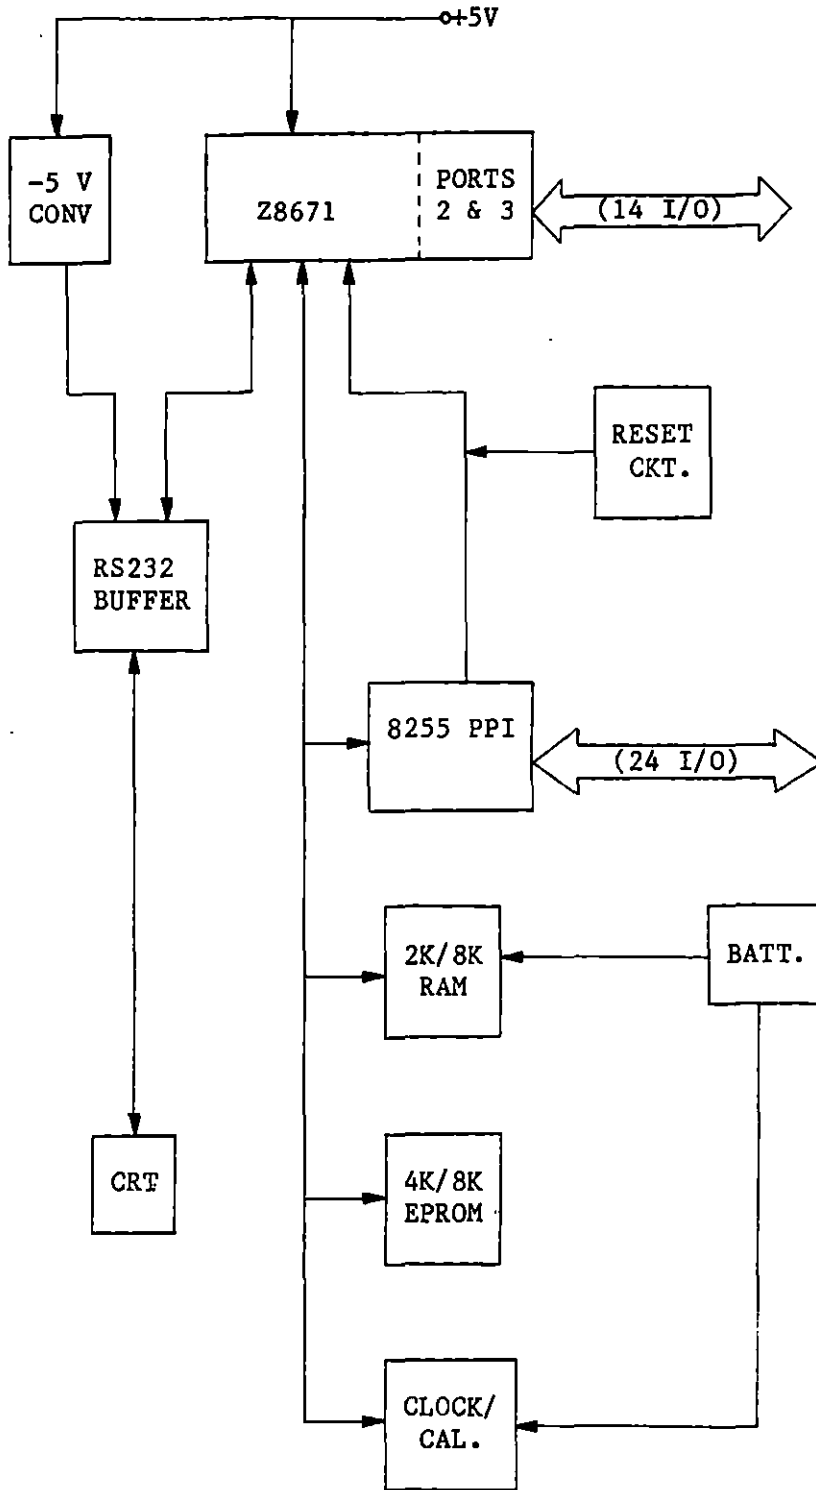 +5V
-5 V
CONV
Z8671
PORTS
2 & 3
(14 I/O)
RESET
CKT.
RS232
BUFFER
8255 PPI
(24 I/O)
2K/8K
RAM
BATT.
CRT
4K/8K
EPROM
CLOCK/
CAL.